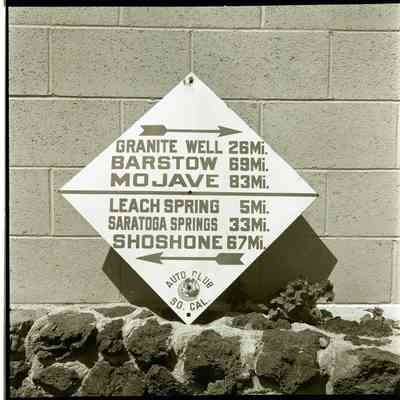 GRANITE WELL 26Mi.
BARSTOW 69Mi.
MOJAVE 83Mi.
LEACH SPRING 5Mi.
SARATOGA SPRINGS 33Mi.
SHOSHONE 67Mi.
AUTO CLUB
SO. CAL.